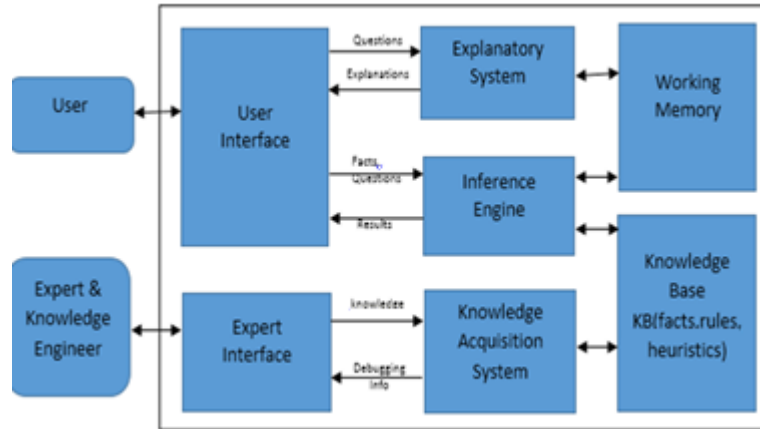 Questions
Explanatory
System
Explanations
Working
Memory
User
User
Interface
Facts,
Questions
Inference
Engine
Results
Knowledge
Base
KB(facts.rules,
heuristics)
Expert &
Knowledge
Engineer
Expert
Interface
knowledge
Knowledge
Acquisition
System
Debugging
Info